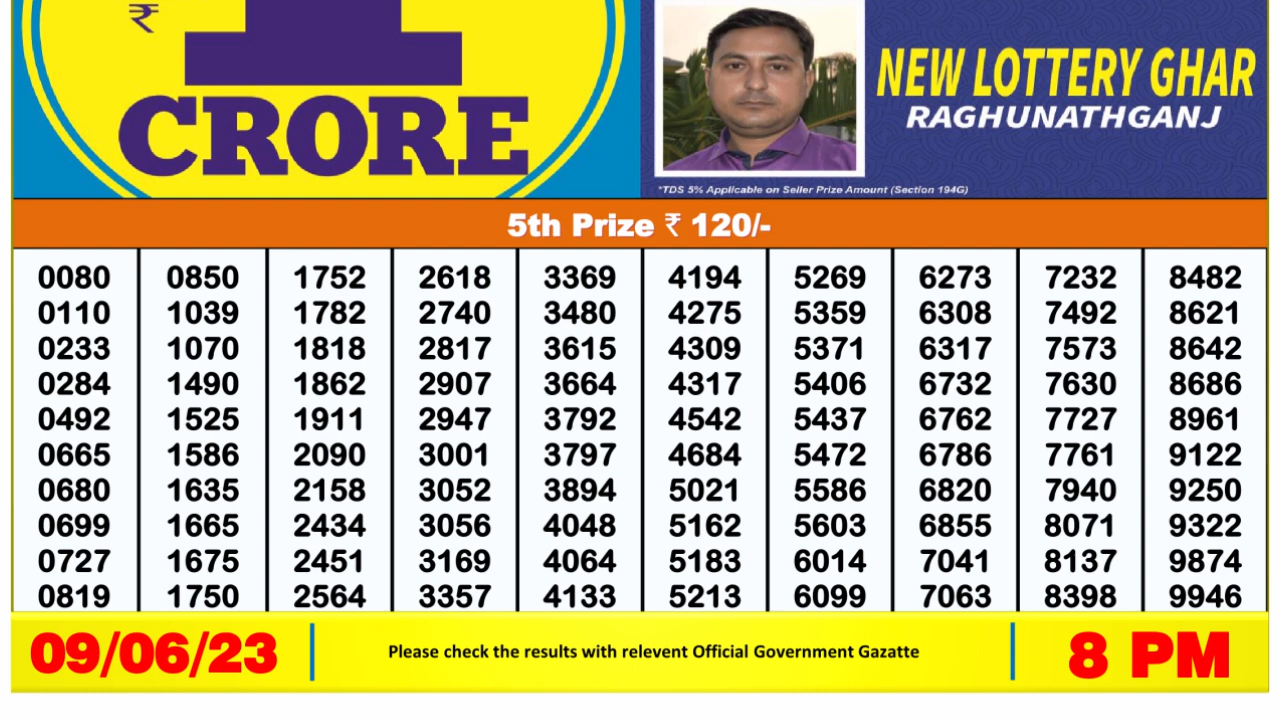 ₹
1
CRORE
NEW LOTTERY GHAR
RAGHUNATHGANJ
*TDS 5% Applicable on Seller Prize Amount (Section 194G)
5th Prize ₹ 120/-
0080 0850 1752 2618 3369 4194 5269 6273 7232 8482
0110 1039 1782 2740 3480 4275 5359 6308 7492 8621
0233 1070 1818 2817 3615 4309 5371 6317 7573 8642
0284 1490 1862 2907 3664 4317 5406 6732 7630 8686
0492 1525 1911 2947 3792 4542 5437 6762 7727 8961
0665 1586 2090 3001 3797 4684 5472 6786 7761 9122
0680 1635 2158 3052 3894 5021 5586 6820 7940 9250
0699 1665 2434 3056 4048 5162 5603 6855 8071 9322
0727 1675 2451 3169 4064 5183 6014 7041 8137 9874
0819 1750 2564 3357 4133 5213 6099 7063 8398 9946
09/06/23
Please check the results with relevent Official Government Gazatte
8 PM